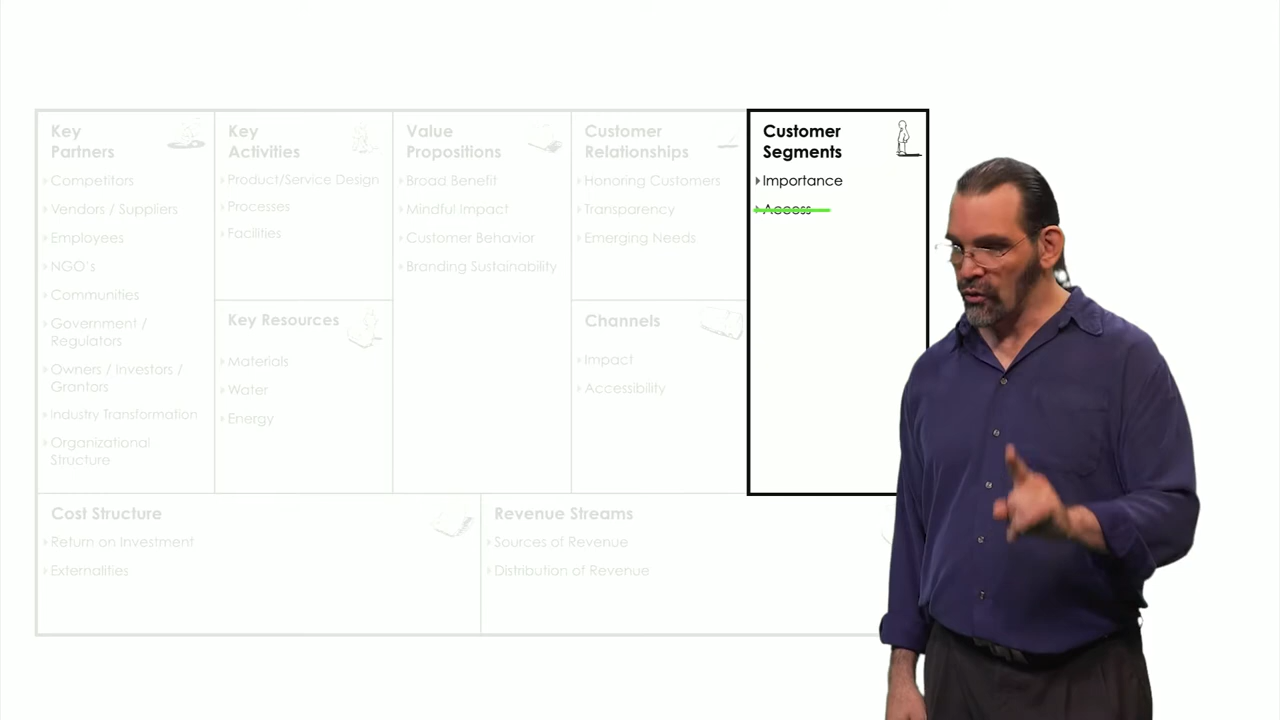 Key
Partners
Competitors
Vendors / Suppliers
Employees
NGO's
Communities
Government /
Regulators
Owners / Investors /
Grantors
Industry Transformation
Organizational
Structure
Key
Activities
Product/Service Design
Processes
Facilities
Key Resources
Materials
Water
Energy
Value
Propositions
Broad Benefit
Mindful Impact
Customer Behavior
Branding Sustainability
Customer
Relationships
Honoring Customers
Transparency
Emerging Needs
Channels
Impact
Accessibility
Customer
Segments
Importance
Access
Cost Structure
Return on Investment
Externalities
Revenue Streams
Sources of Revenue
Distribution of Revenue